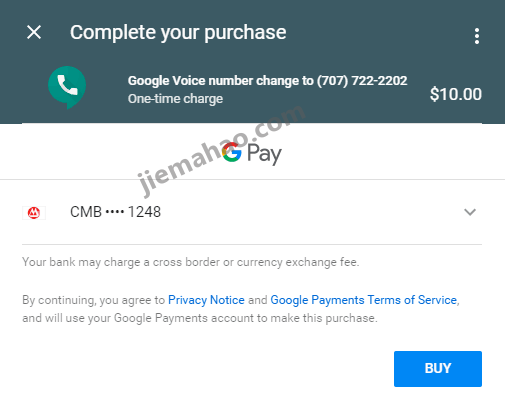 Complete your purchase
Google Voice number change to (707) 722-2202
One-time charge
$10.00
jiemahao.com
G Pay
CMB •••• 1248
Your bank may charge a cross border or currency exchange fee.
By continuing, you agree to Privacy Notice and Google Payments Terms of Service,
and will use your Google Payments account to make this purchase.
BUY